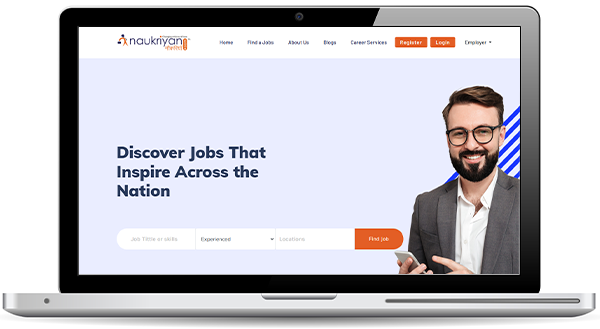 naukriyan
Home Find a Jobs About Us Blogs Career Services Register Login Employer
Discover Jobs That
Inspire Across the
Nation
Job Tittle or skills Experienced Locations Find Job